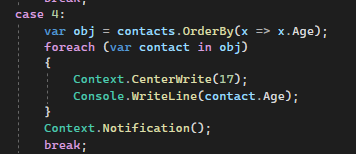 break;
case 4:
var obj = contacts.OrderBy(x => x.Age);
foreach (var contact in obj)
{
Context.CenterWrite(17);
Console.WriteLine(contact.Age);
}
Context.Notification();
break;